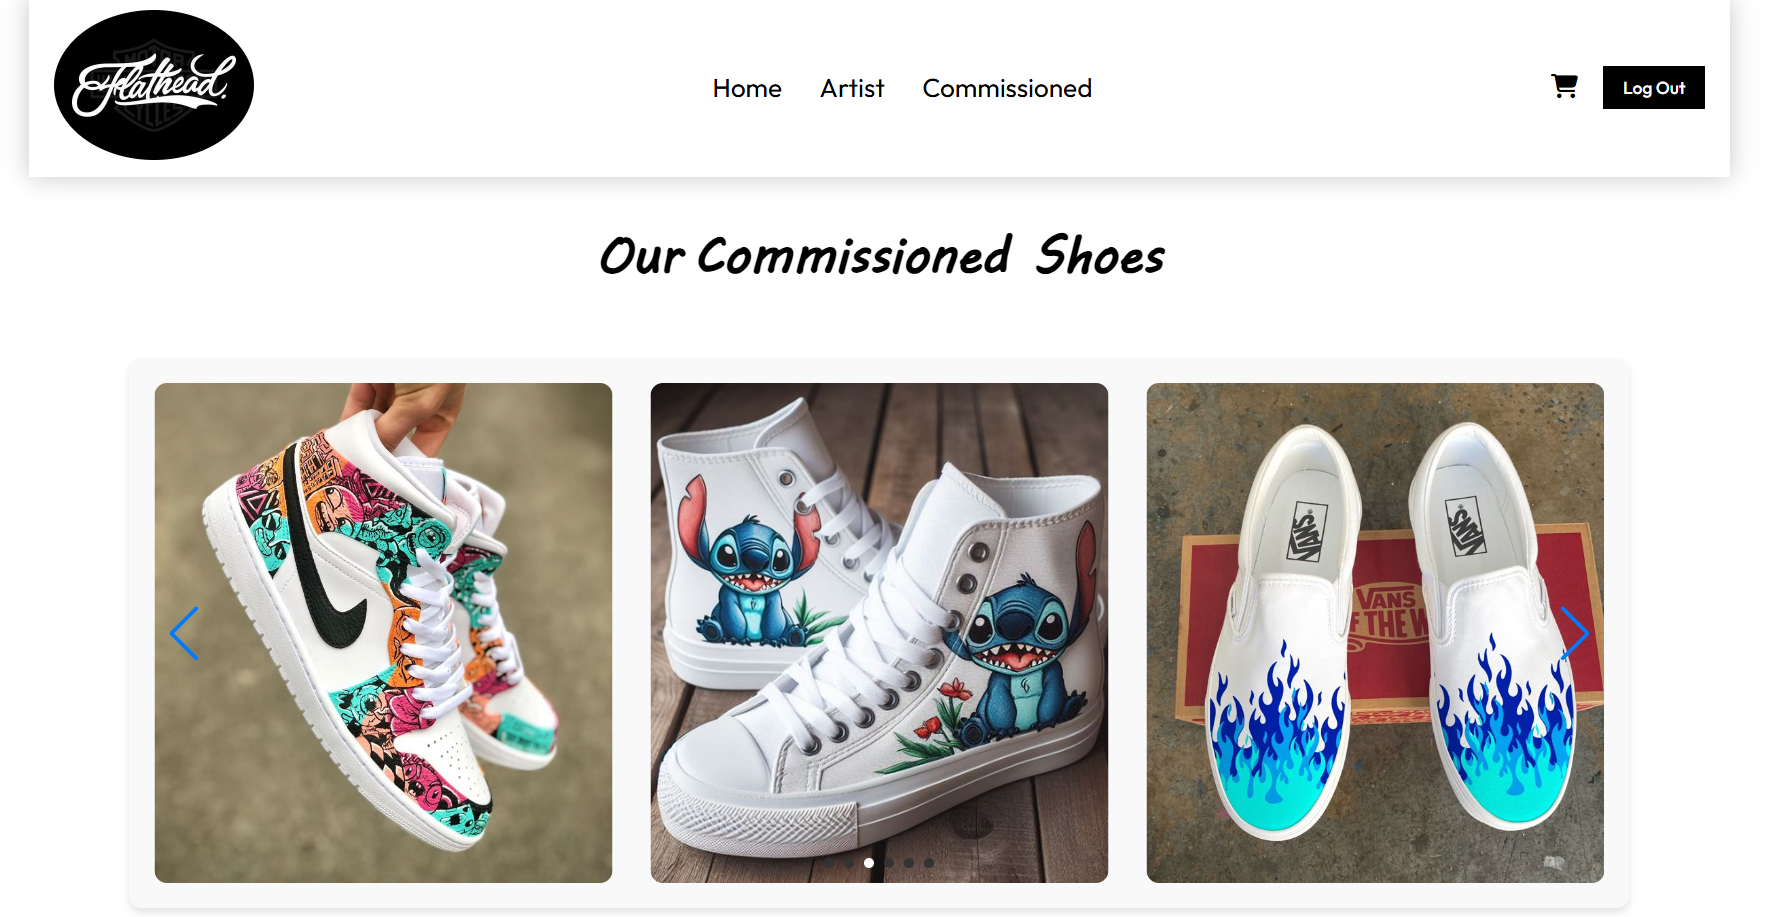 Flathead.
Home Artist Commissioned
Log Out
Our Commissioned Shoes
VANS
VANS
VANS
F THE W